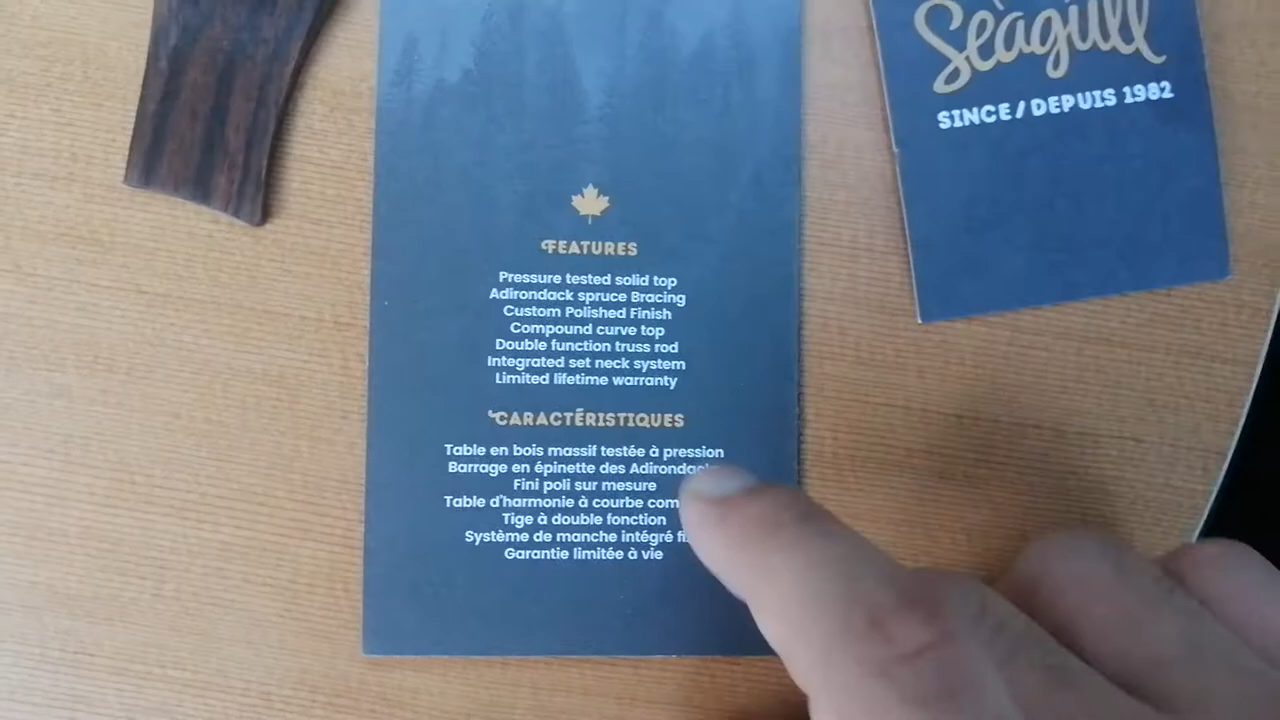 Seagull
SINCE / DEPUIS 1982
FEATURES
Pressure tested solid top
Adirondack spruce Bracing
Custom Polished Finish
Compound curve top
Double function truss rod
Integrated set neck system
Limited lifetime warranty
CARACTÉRISTIQUES
Table en bois massif testée à pression
Barrage en épinette des
Fini poli sur mesure
Table d'harmonie à courbe
Tige à double fonction
Système de manche intégré
Garantie limitée à vie